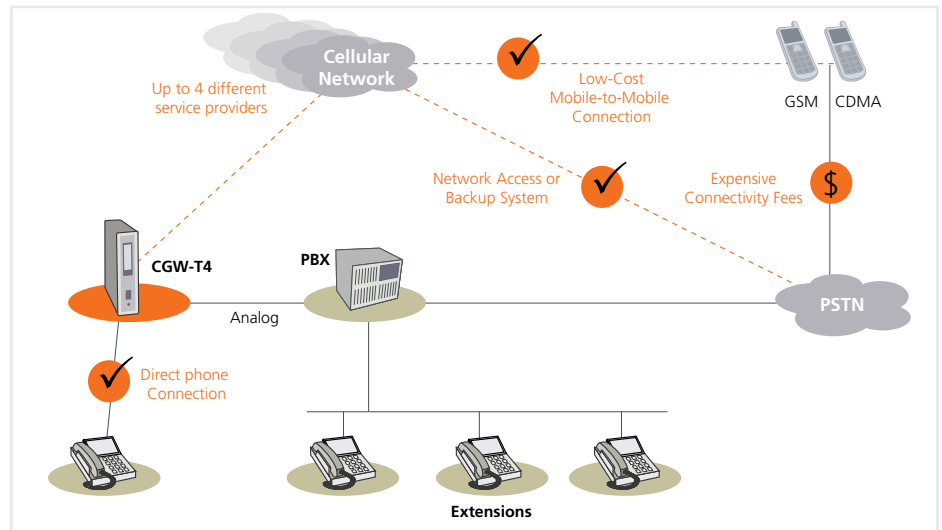 Cellular
Network
Up to 4 different
service providers
Low-Cost
Mobile-to-Mobile
Connection
GSM
CDMA
Network Access or
Backup System
Expensive
Connectivity Fees
$
CGW-T4
PBX
Analog
PSTN
Direct phone
Connection
Extensions